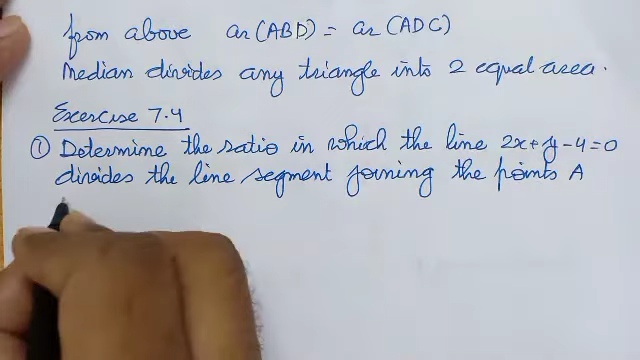 from above ar (ABD) = ar (ADC)
Median divides any triangle into 2 equal area.
Exercise 7.4
① Determine the ratio in which the line 2x+y-4=0
divides the line segment joining the points A